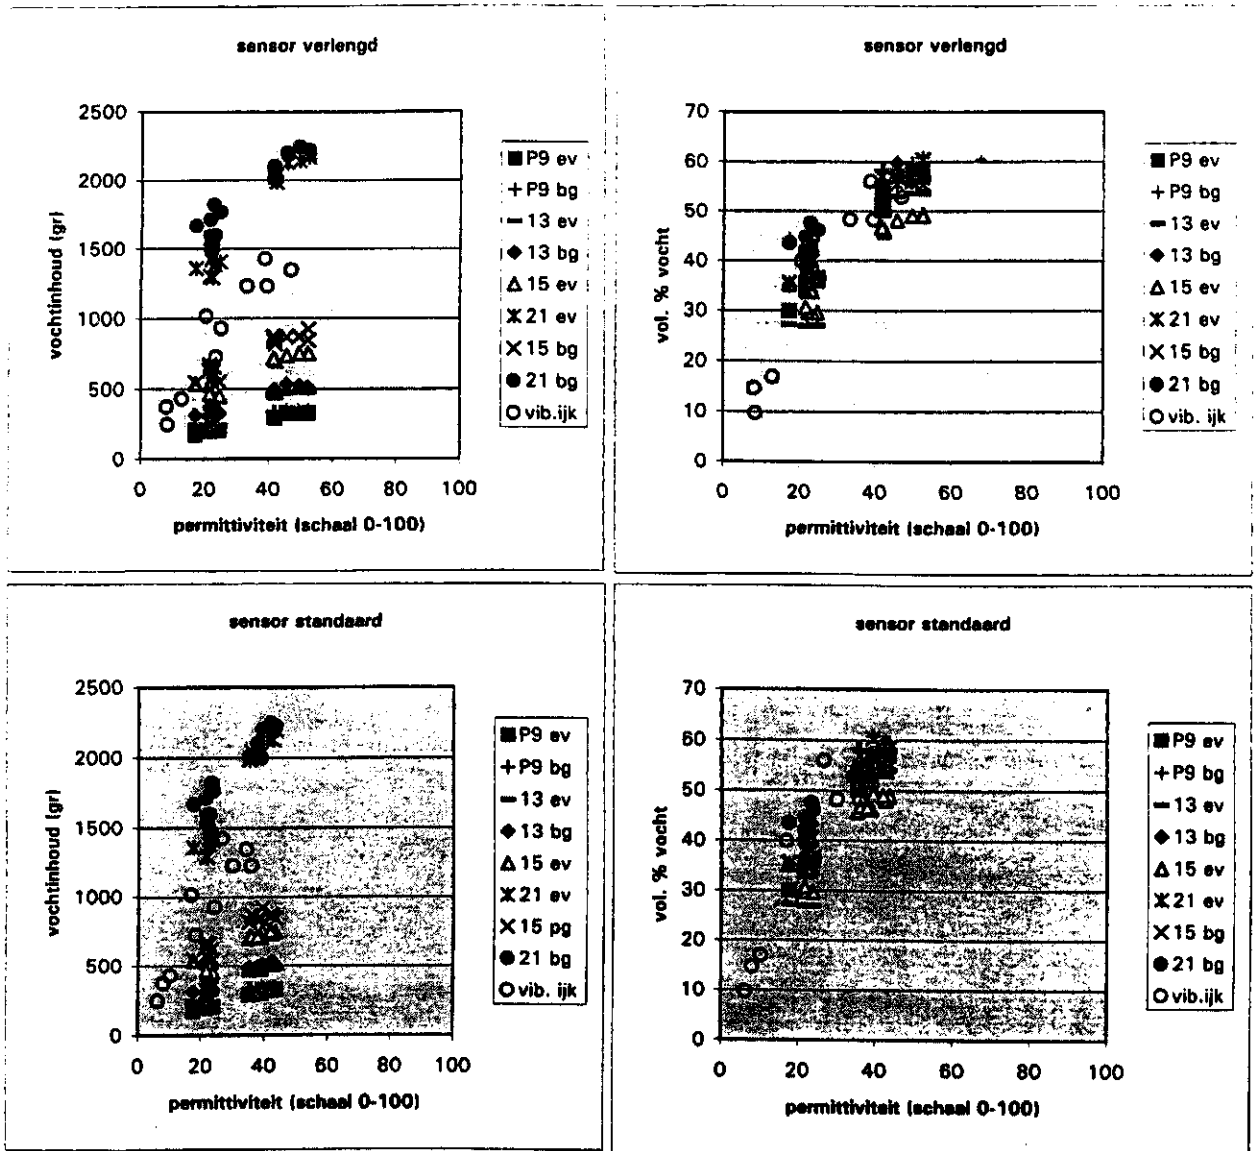 sensor verlengd
vochtinhoud (gr)
2500
2000
1500
1000
500
0
0 20 40 60 80 100
permittiviteit (schaal 0-100)
P9 ev
P9 bg
13 ev
13 bg
15 ev
21 ev
15 bg
21 bg
vib.ijk
sensor verlengd
vol. % vocht
70
60
50
40
30
20
10
0
0 20 40 60 80 100
permittiviteit (schaal 0-100)
P9 ev
P9 bg
13 ev
13 bg
15 ev
21 ev
15 bg
21 bg
vib. ijk
sensor standaard
vochtinhoud (gr)
2500
2000
1500
1000
500
0
0 20 40 60 80 100
permittiviteit (schaal 0-100)
P9 ev
P9 bg
13 ev
13 bg
15 ev
21 ev
15 pg
21 bg
vib.ijk
sensor standaard
vol. % vocht
70
60
50
40
30
20
10
0
0 20 40 60 80 100
permittiviteit (schaal 0-100)
P9 ev
P9 bg
13 ev
13 bg
15 ev
21 ev
15 bg
21 bg
vib. ijk